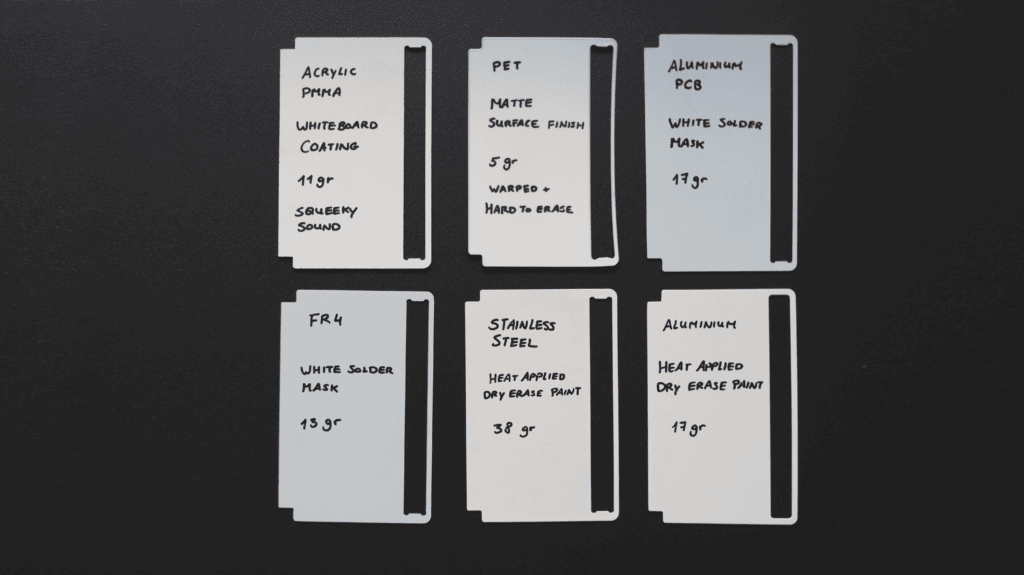 ACRYLIC
PMMA
WHITEBOARD
COATING
11 gr
SQUEEKY
SOUND
PET
MATTE
SURFACE FINISH
5 gr
WARPED +
HARD TO ERASE
ALUMINIUM
PCB
WHITE SOLDER
MASK
17 gr
FR4
WHITE SOLDER
MASK
13 gr
STAINLESS
STEEL
HEAT APPLIED
DRY ERASE PAINT
38 gr
ALUMINIUM
HEAT APPLIED
DRY ERASE PAINT
17 gr